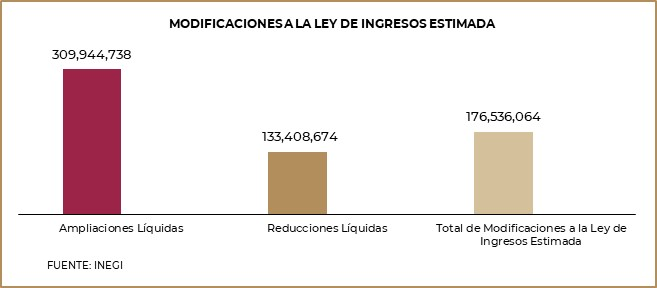 MODIFICACIONES A LA LEY DE INGRESOS ESTIMADA
309,944,738
133,408,674
176,536,064
Ampliaciones Líquidas
Reducciones Líquidas
Total de Modificaciones a la Ley de
Ingresos Estimada
FUENTE: INEGI